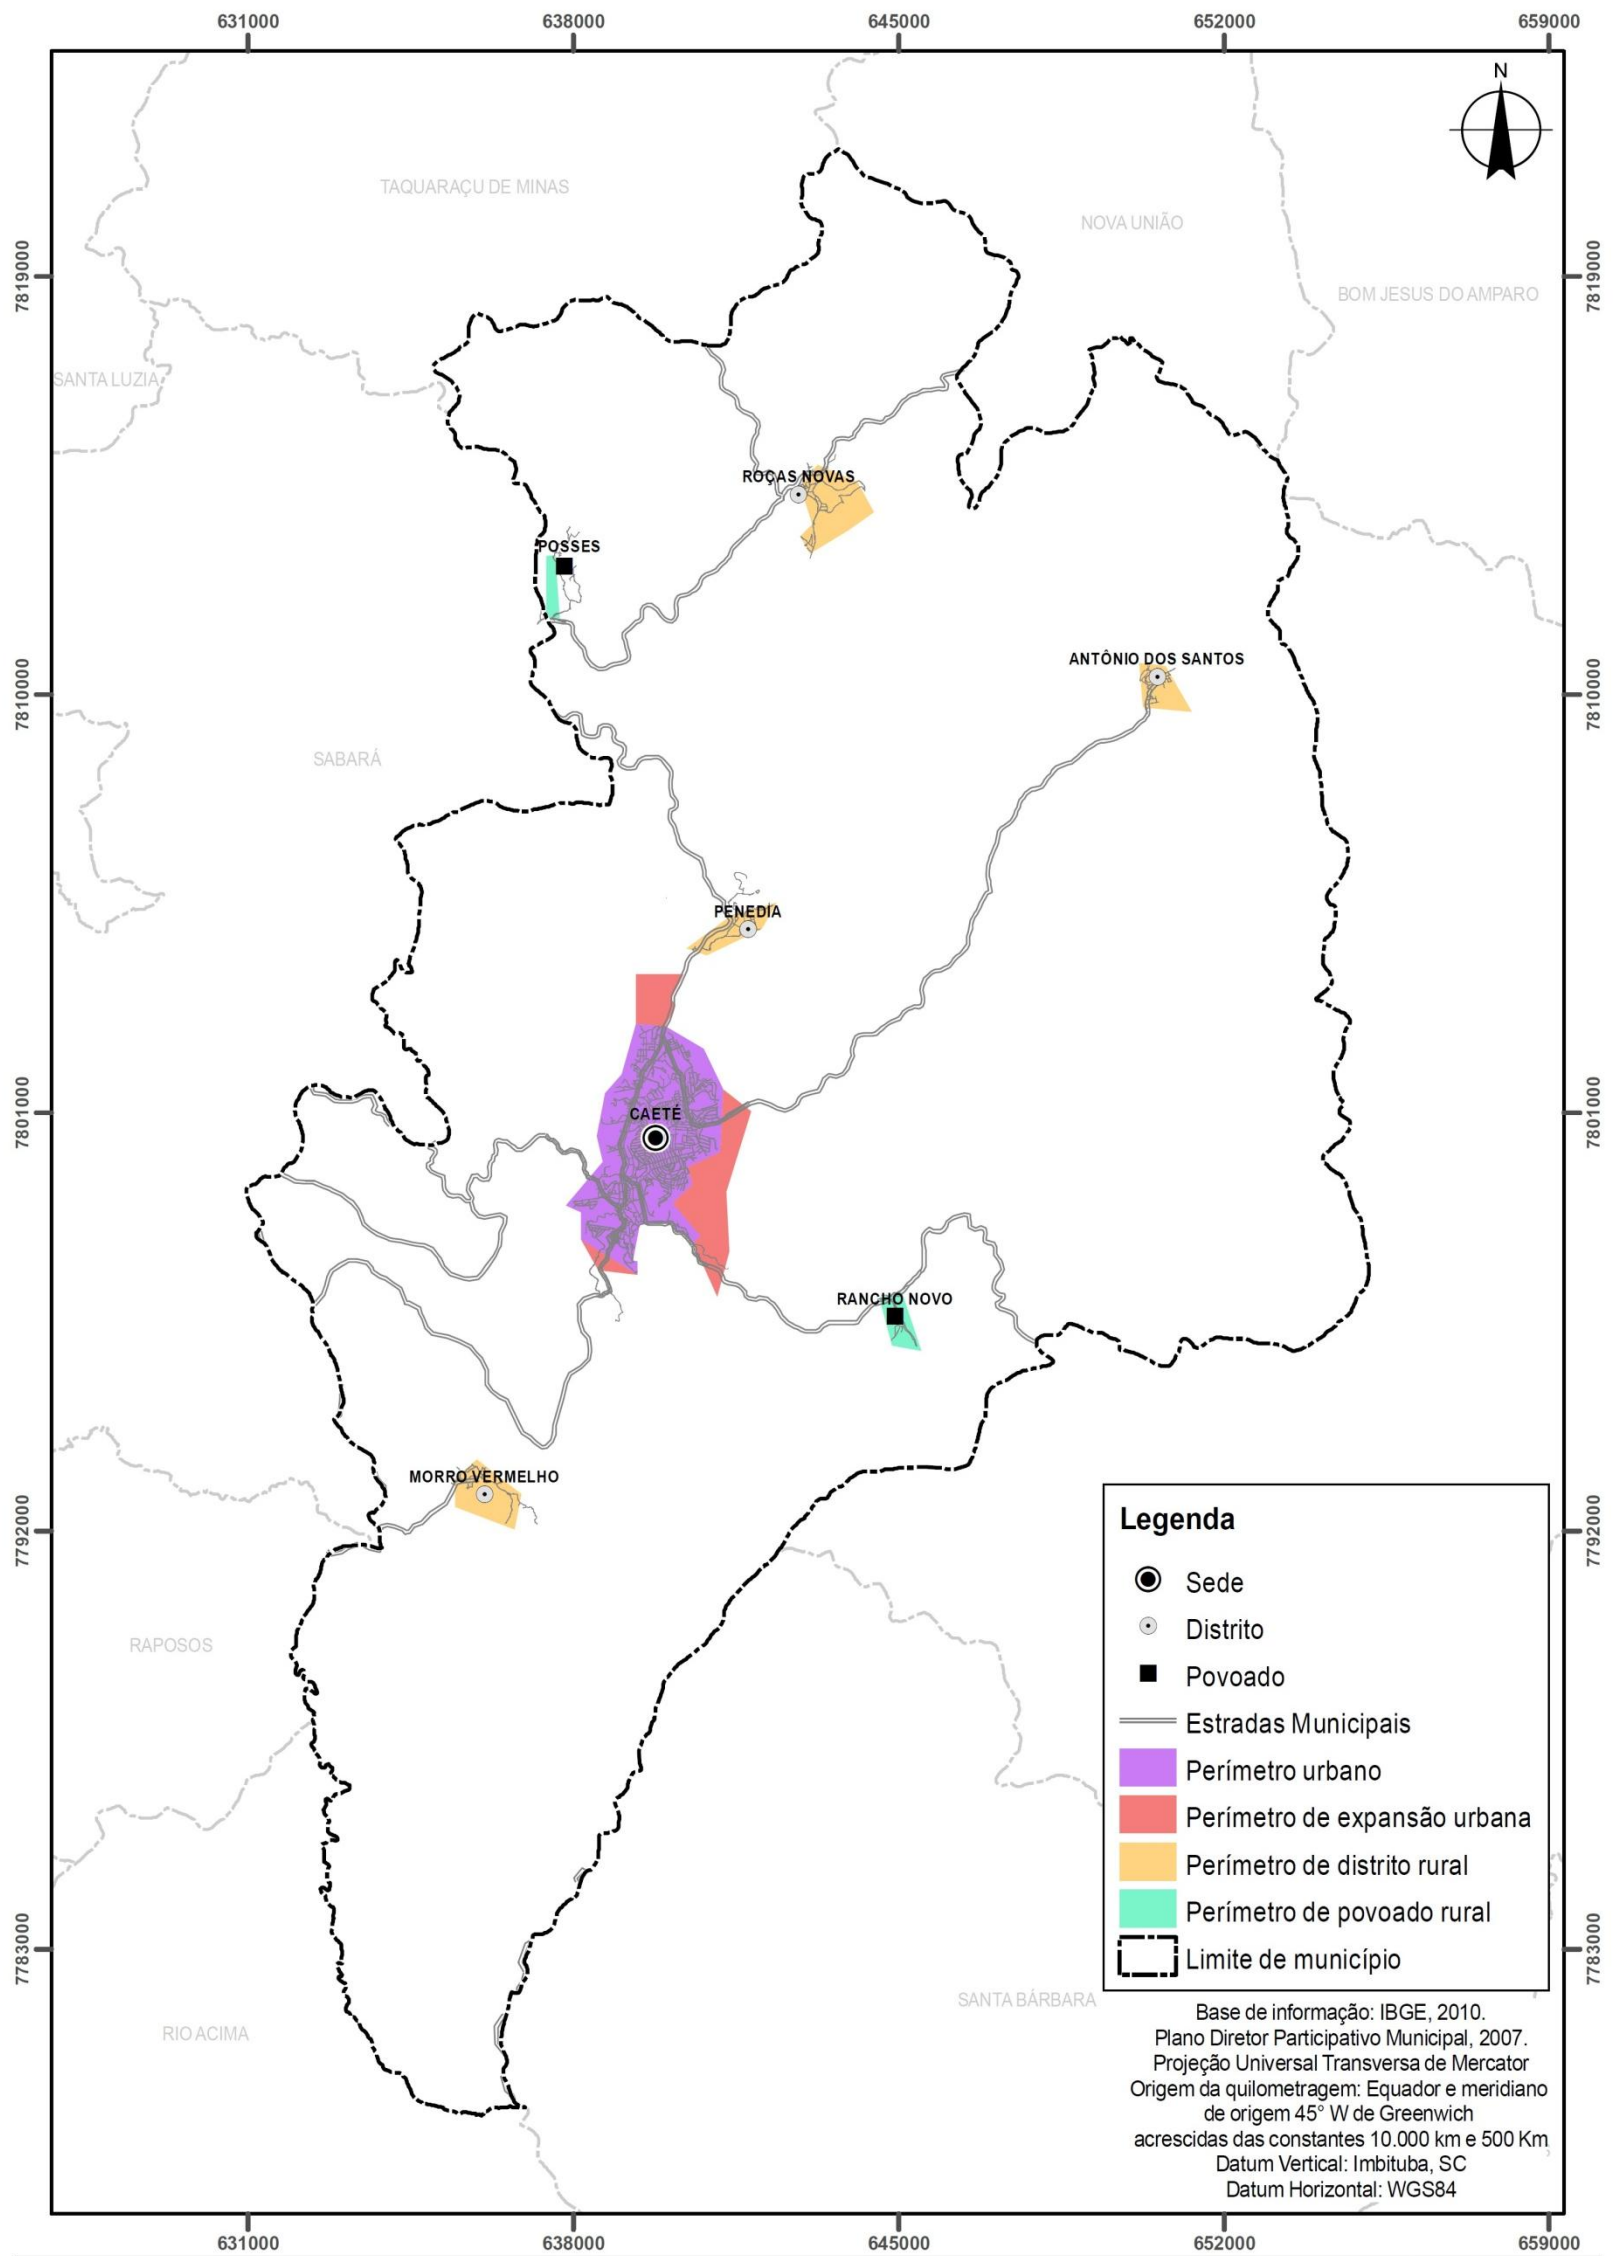 631000
638000
645000
652000
659000
N
TAQUARAÇU DE MINAS
NOVA UNIÃO
7819000
7819000
BOM JESUS DO AMPARO
SANTA LUZIA
ROÇAS NOVAS
POSSES
ANTÔNIO DOS SANTOS
7810000
7810000
SABARÁ
PENEDIA
CAETÉ
7801000
7801000
RANCHO NOVO
MORRO VERMELHO
7792000
7792000
Legenda
Sede
Distrito
Povoado
Estradas Municipais
Perímetro urbano
Perímetro de expansão urbana
Perímetro de distrito rural
Perímetro de povoado rural
Limite de município
RAPOSOS
7783000
7783000
SANTA BÁRBARA
RIO ACIMA
Base de informação: IBGE, 2010.
Plano Diretor Participativo Municipal, 2007.
Projeção Universal Transversa de Mercator
Origem da quilometragem: Equador e meridiano
de origem 45° W de Greenwich
acrescidas das constantes 10.000 km e 500 Km
Datum Vertical: Imbituba, SC
Datum Horizontal: WGS84
631000
638000
645000
652000
659000